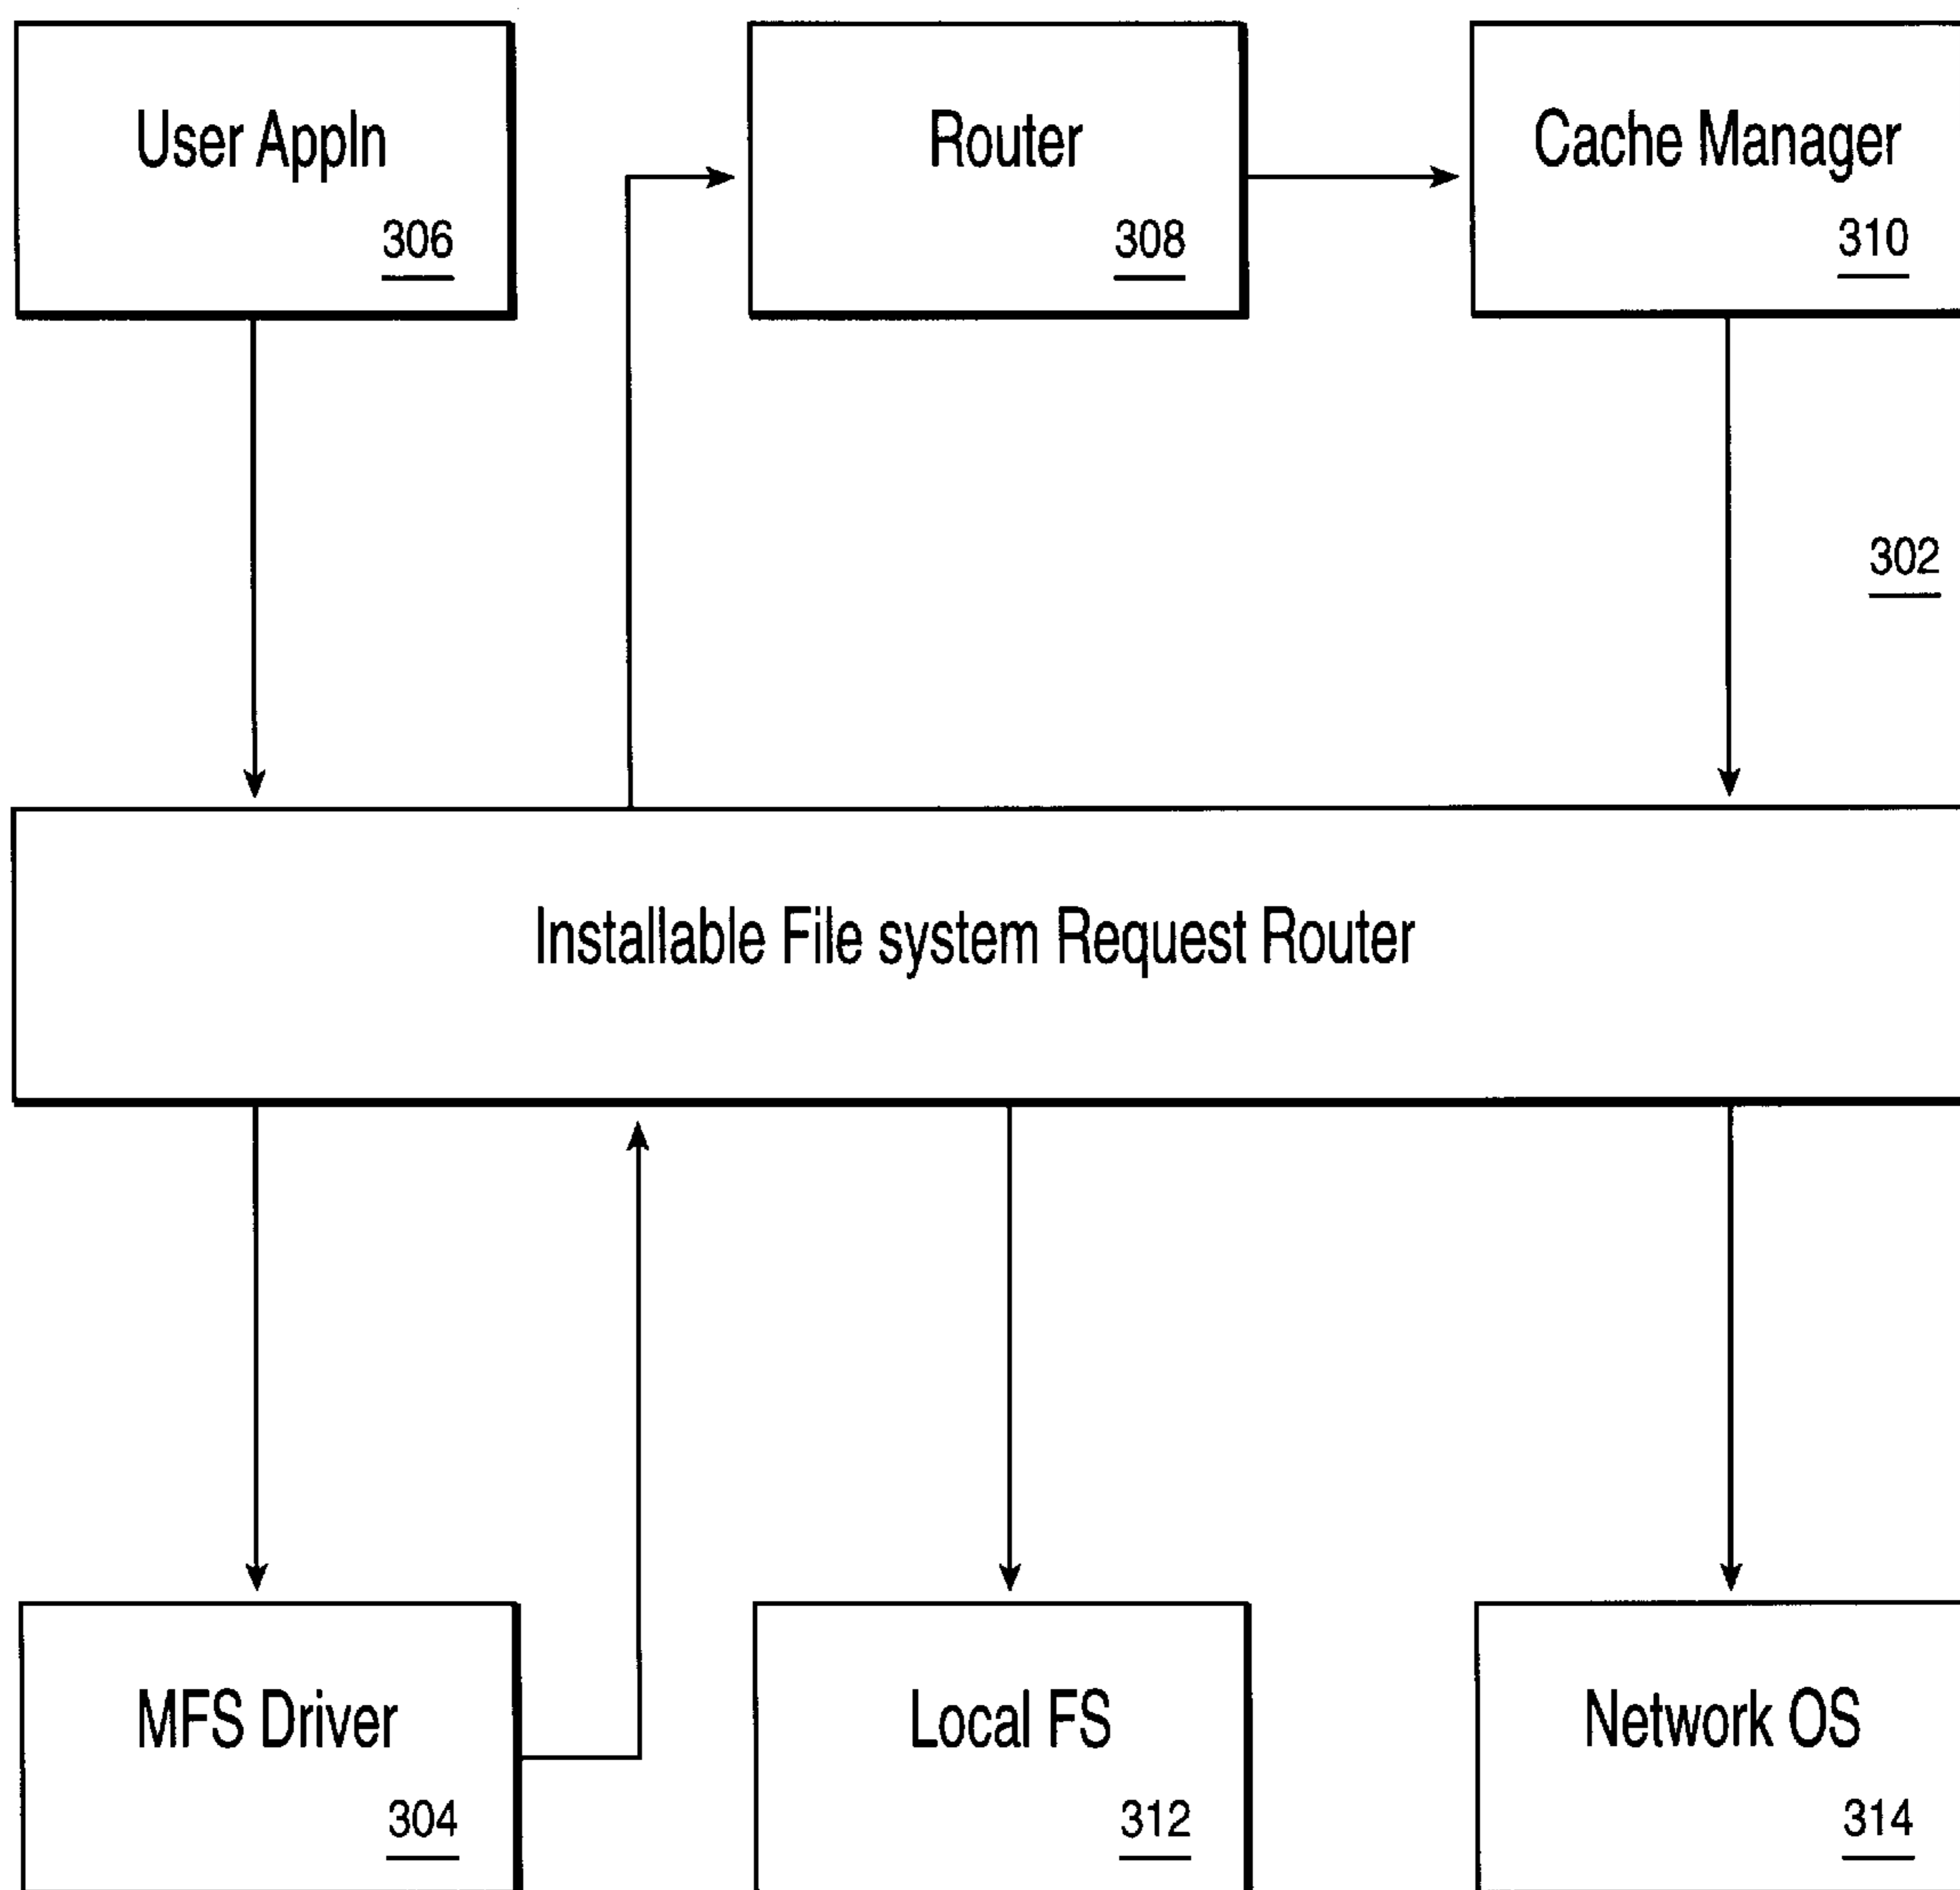 User Appln
306
Router
308
Cache Manager
310
302
Installable File system Request Router
MFS Driver
304
Local FS
312
Network OS
314